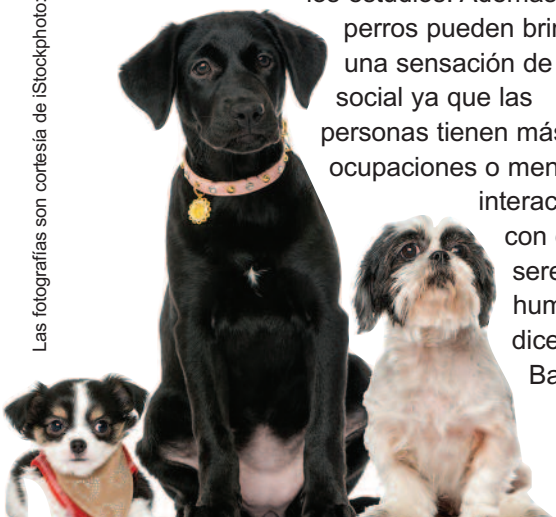 los estudios. Además
perros pueden brin
una sensación de
social ya que las
personas tienen más
ocupaciones o men
interac
con
sere
hum
dice
Ba
Las fotografías son cortesía de iStockphoto: